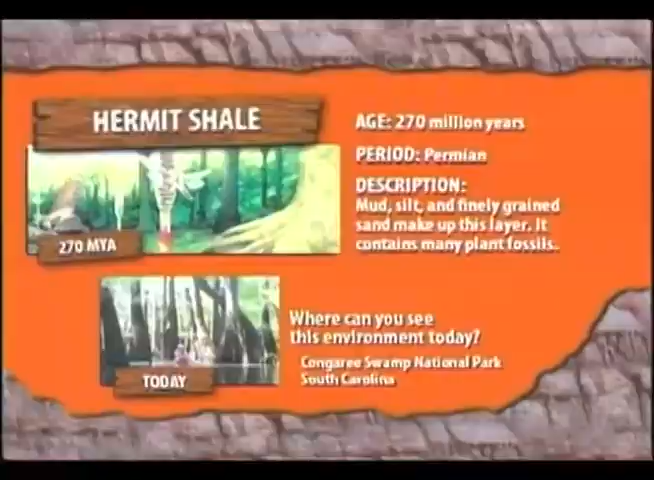 HERMIT SHALE
270 MYA
AGE: 270 million years
PERIOD: Permian
DESCRIPTION:
Mud, silt, and finely grained
sand make up this layer. It
contains many plant fossils.
Where can you see
this environment today?
Congaree Swamp National Park
South Carolina
TODAY